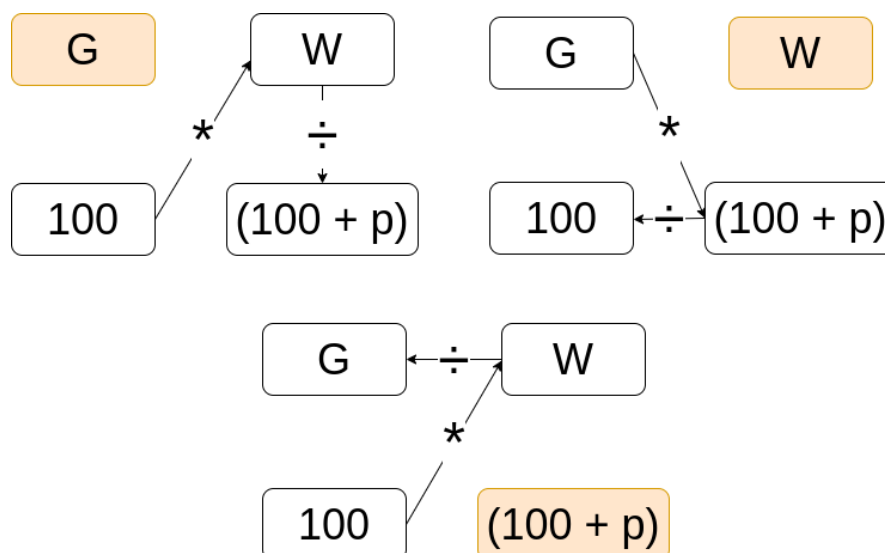 G W G W
* ÷ *
100 (100 + p) 100 ÷ (100 + p)
G ÷ W
*
100 (100 + p)